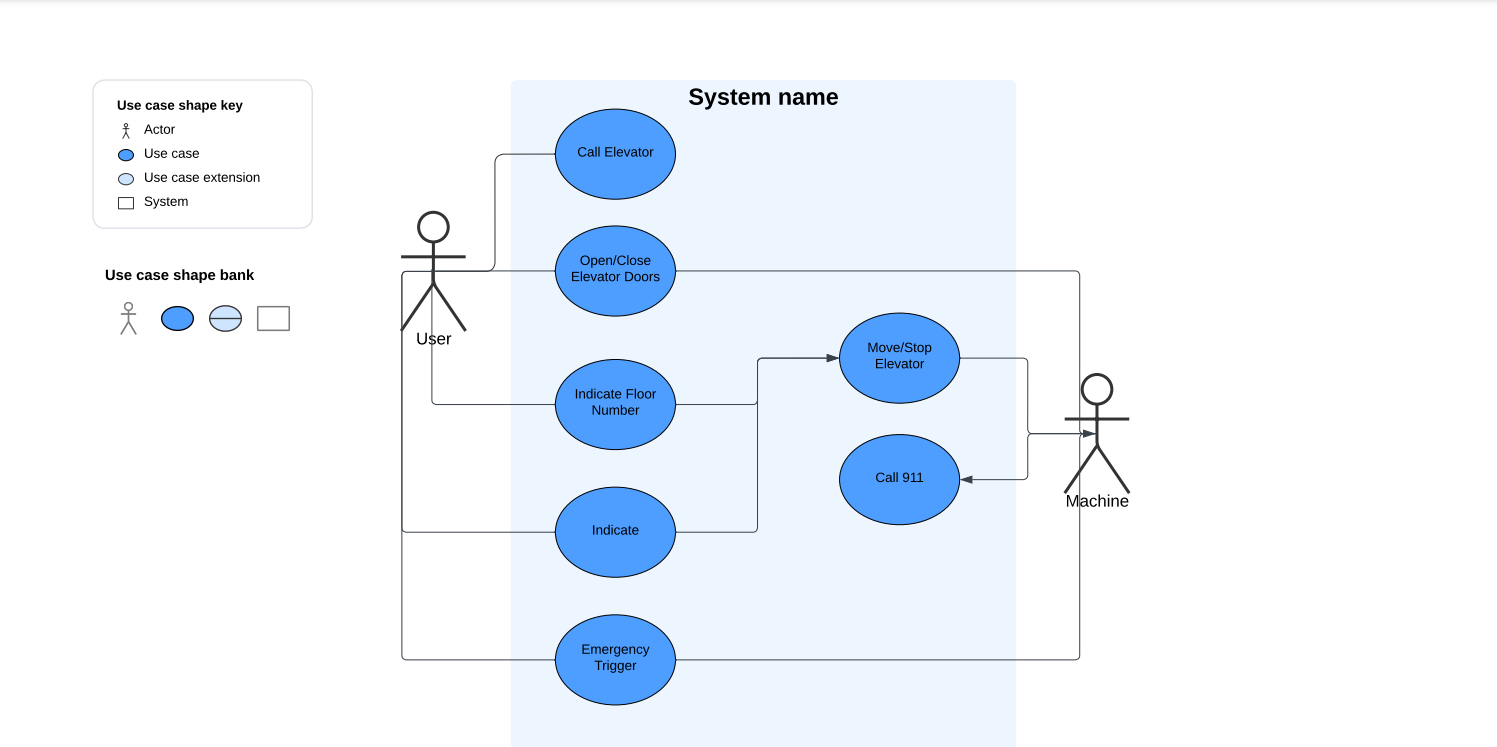 Use case shape key
Actor
Use case
Use case extension
System
Use case shape bank
System name
Call Elevator
Open/Close
Elevator Doors
User
Indicate Floor
Number
Move/Stop
Elevator
Call 911
Machine
Indicate
Emergency
Trigger